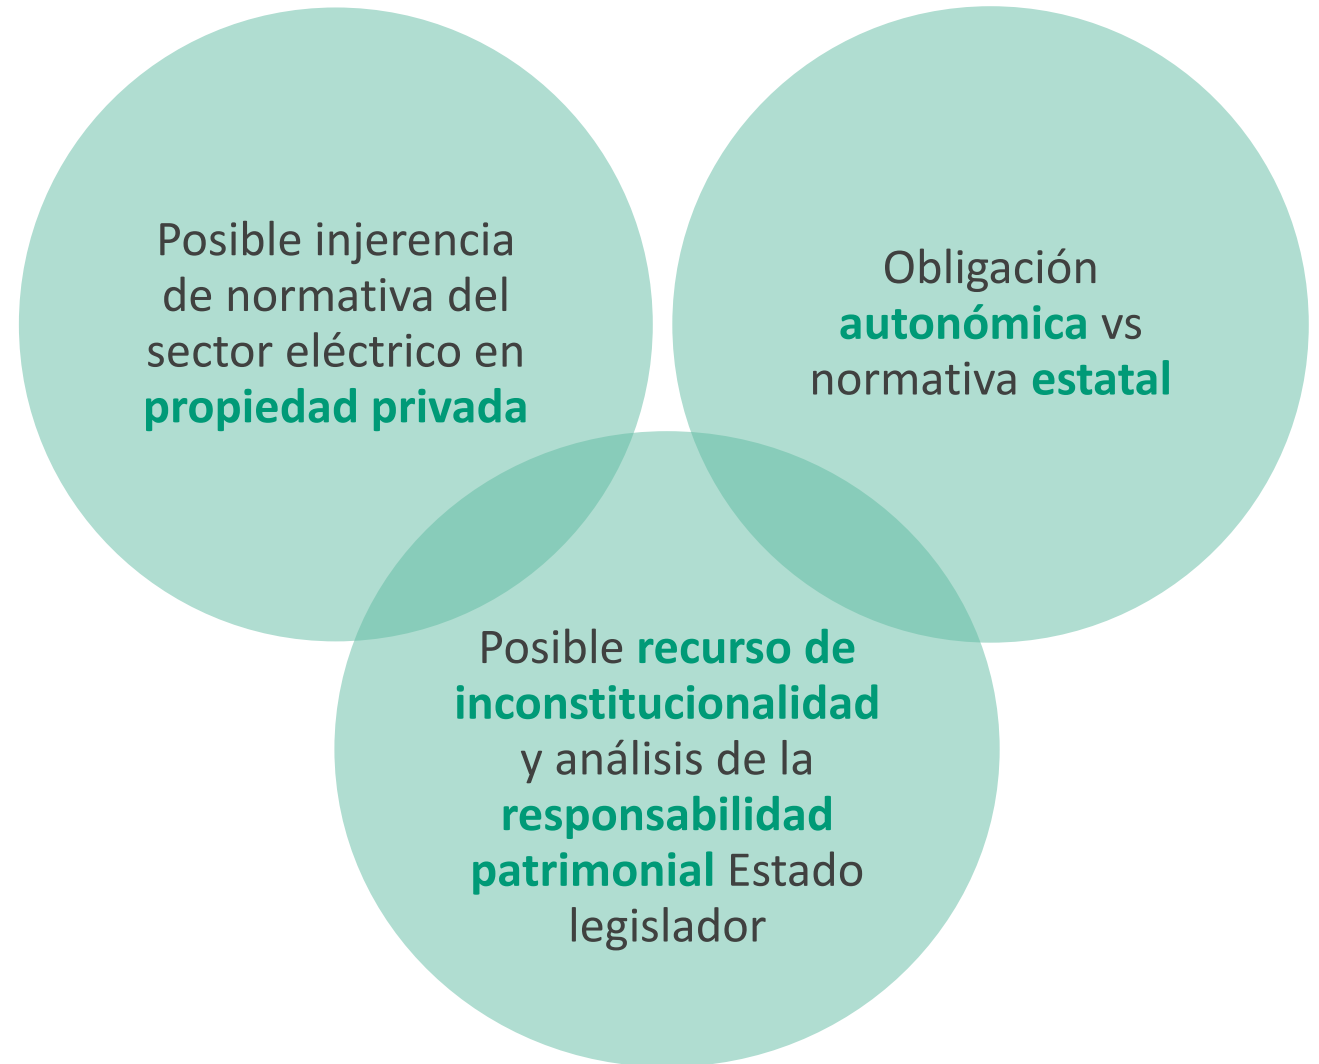 Posible injerencia
de normativa del
sector eléctrico en
propiedad privada
Obligación
autonómica vs
normativa estatal
Posible recurso de
inconstitucionalidad
y análisis de la
responsabilidad
patrimonial Estado
legislador